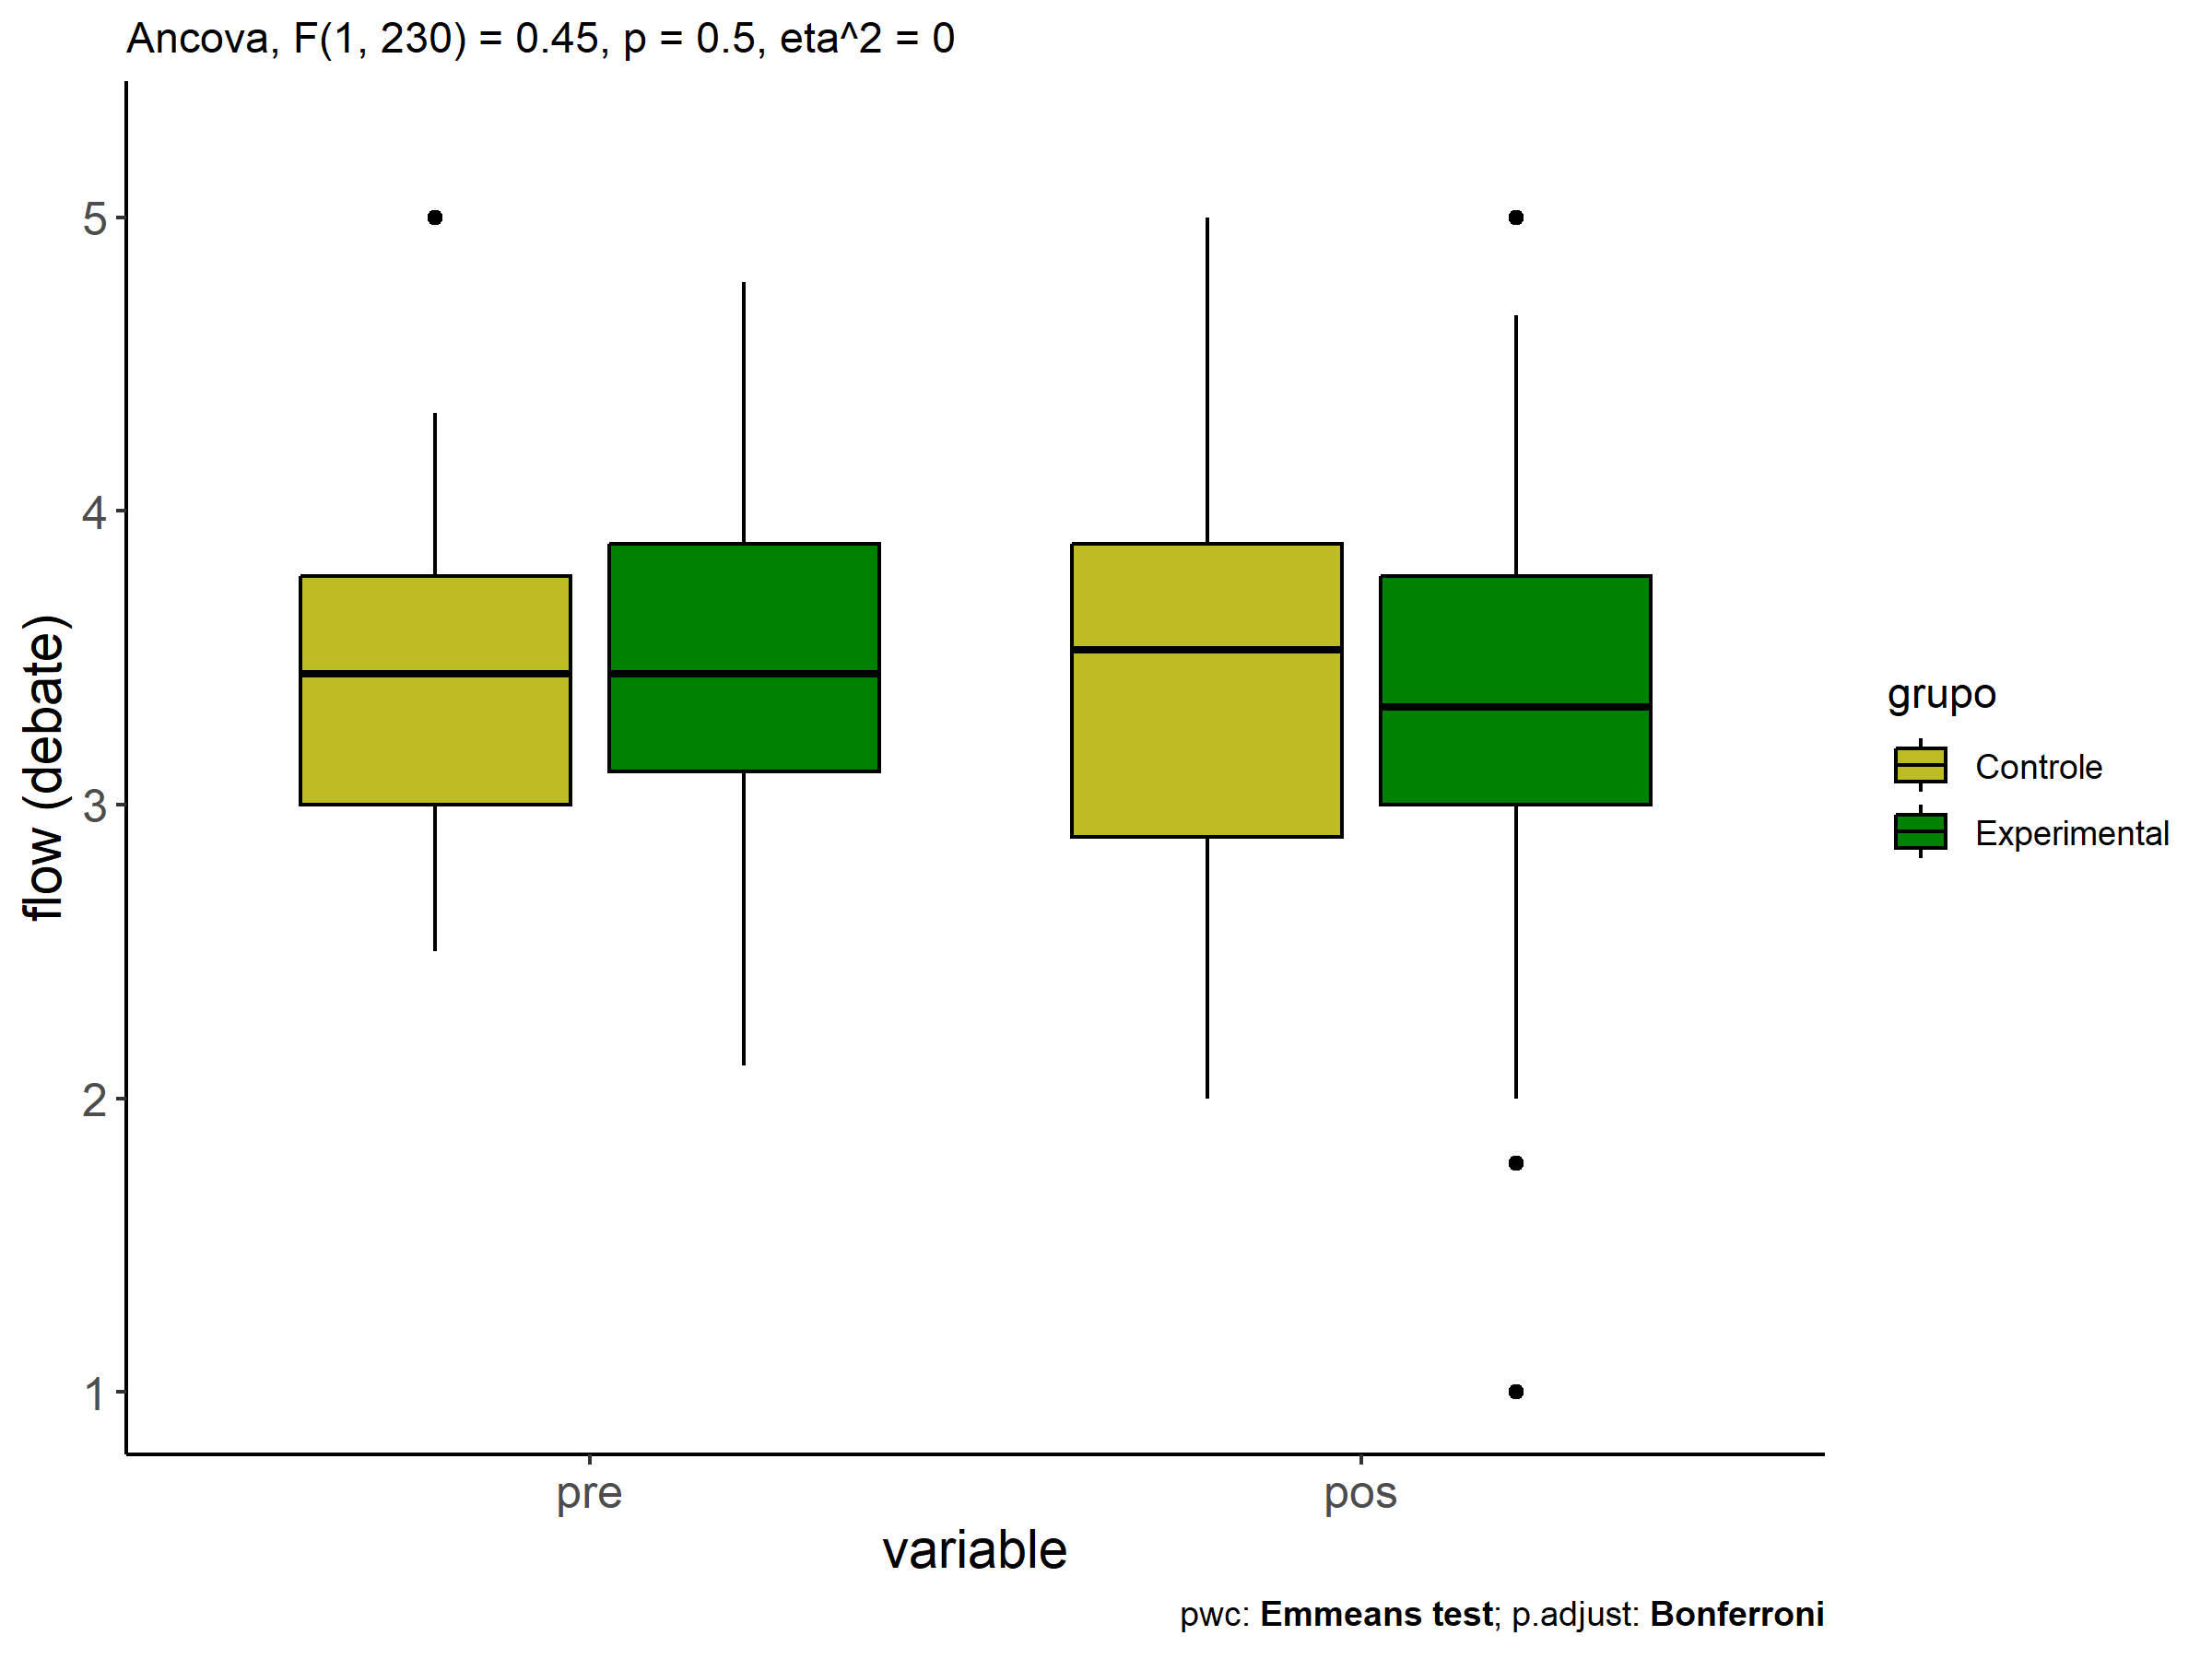 Ancova, F(1, 230) = 0.45, p = 0.5, eta^2 = 0
flow (debate)
5
4
3
2
1
pre
pos
variable
grupo
Controle
Experimental
pwc: Emmeans test; p.adjust: Bonferroni